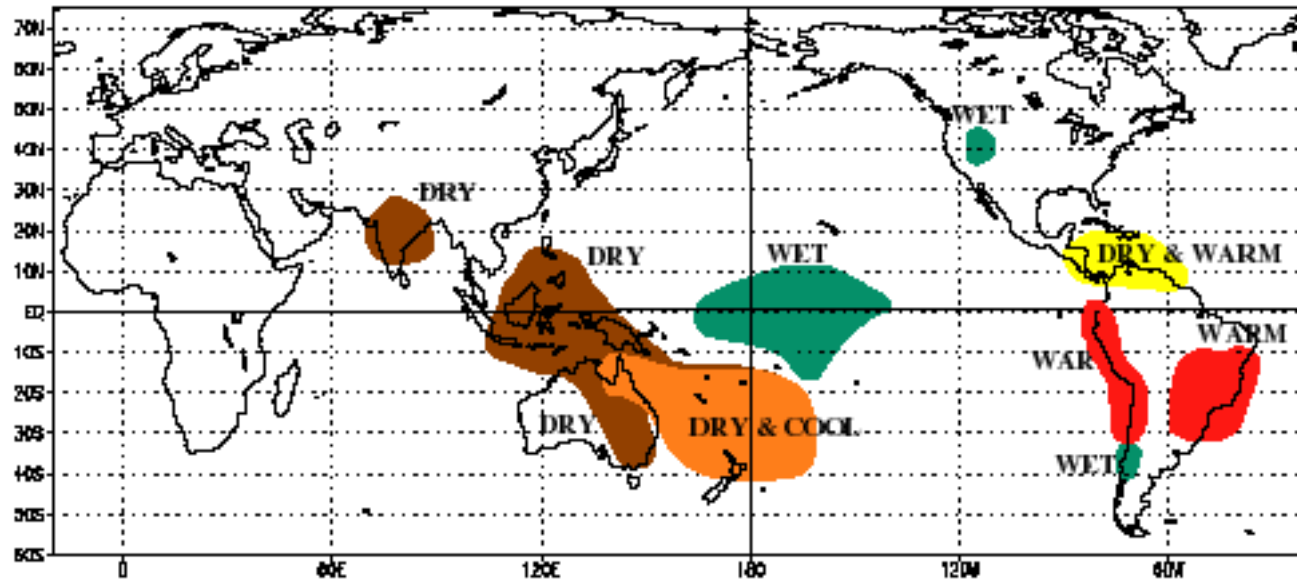 70N
60N
50N
WET
40N
30N
DRY
20N
DRY
WET
DRY & WARM
10N
EQ
WARM
10S
WAR
20S
DRY
DRY & COOL
30S
WET
40S
50S
60S
0
60E
120E
180
120W
60W